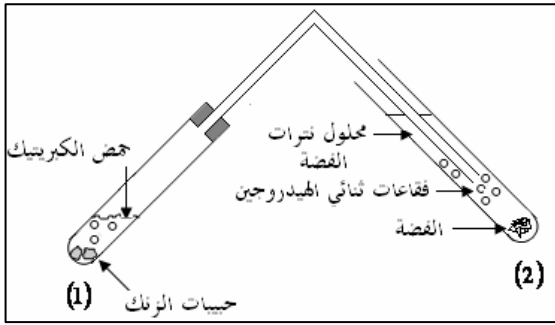 حمض الكبريتيك
(1)
حبيبات الزنك
محلول نترات
الفضة
فقاعات ثنائي الهيدروجين
الفضة
(2)